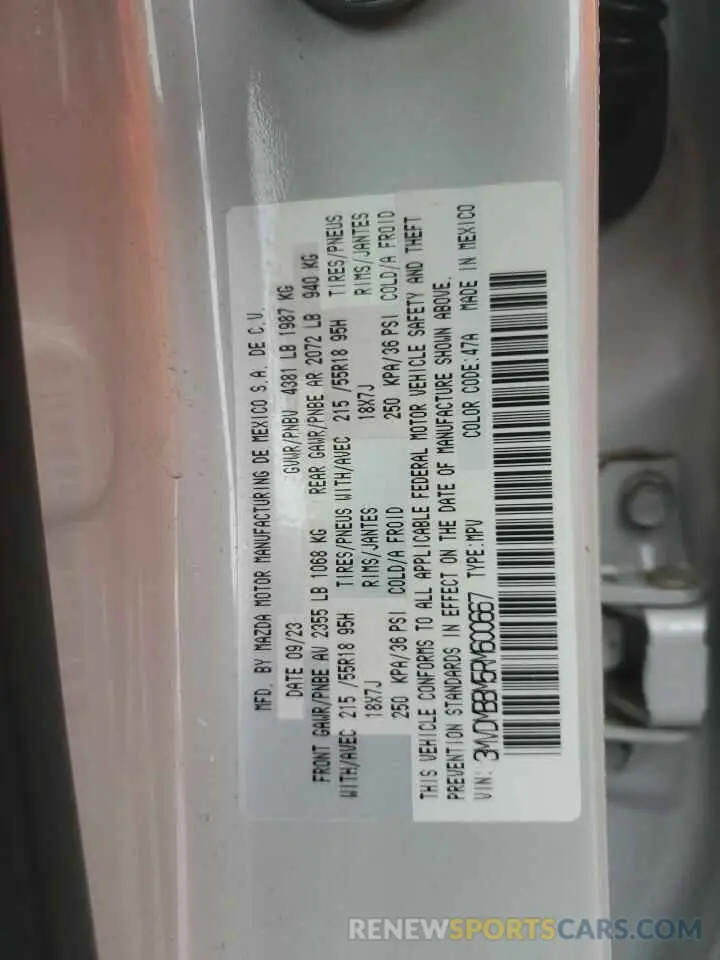 MFD. BY MAZDA MOTOR MANUFACTURING DE MEXICO S.A. DE C.V.
DATE 09/23 GVWR/PNBV 4381 LB 1987 KG
FRONT GAWR/PNBE AV 2355 LB 1068 KG REAR GAWR/PNBE AR 2072 LB 940 KG
WITH/AVEC 215 /55R18 95H TIRES/PNEUS WITH/AVEC 215 /55R18 95H TIRES/PNEUS
18X7J RIMS/JANTES 18X7J RIMS/JANTES
250 KPA/36 PSI COLD/A FROID 250 KPA/36 PSI COLD/A FROID
THIS VEHICLE CONFORMS TO ALL APPLICABLE FEDERAL MOTOR VEHICLE SAFETY AND THEFT
PREVENTION STANDARDS IN EFFECT ON THE DATE OF MANUFACTURE SHOWN ABOVE.
VIN: 3MVDMBBM5RM600667 TYPE:MPV COLOR CODE:47A MADE IN MEXICO
RENEWSPORTSCARS.COM